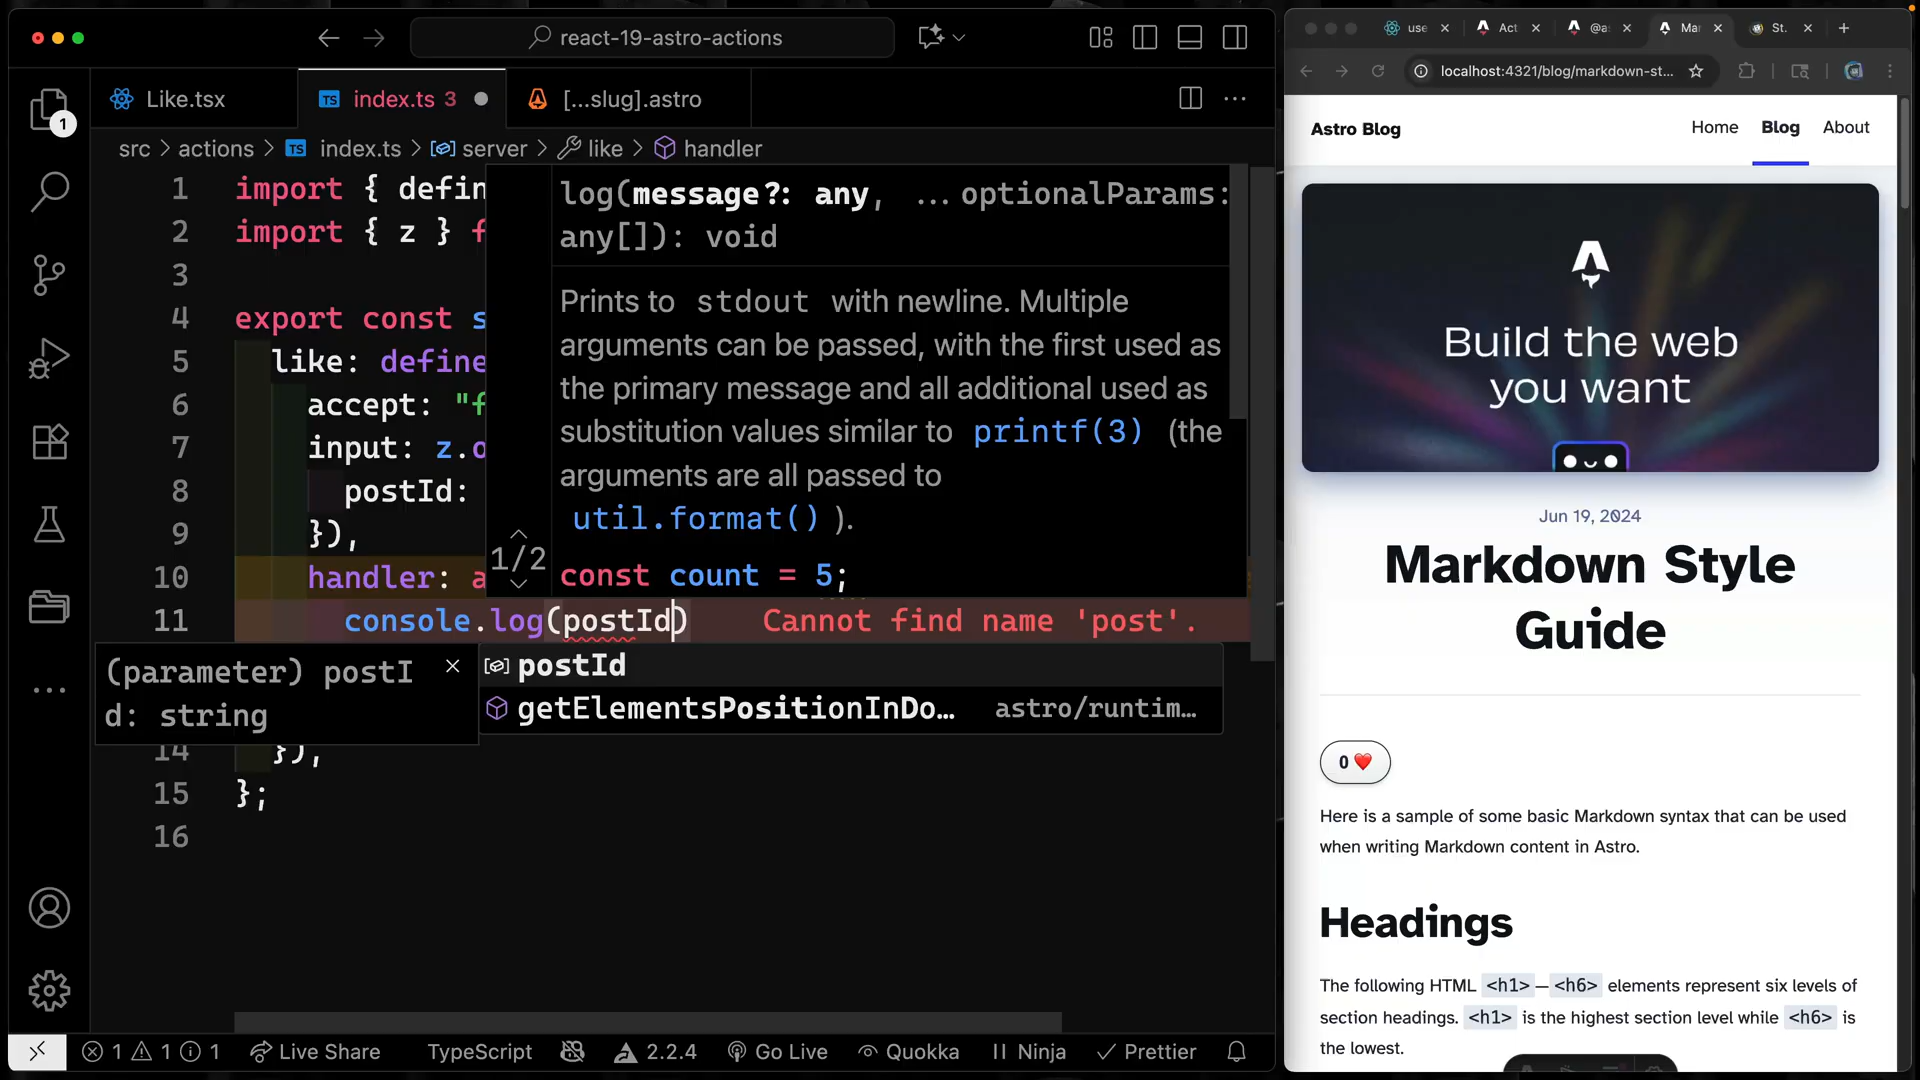 react-19-astro-actions
Like.tsx
index.ts 3
[...slug].astro
src > actions > TS index.ts > server > like > handler
1 import { defin
2 import { z } f
3
4 export const s
5 like: define
6 accept: "f
7 input: z.o
8 postId:
9 }),
10 handler: a
11 console.log(postId)
Cannot find name 'post'.
14 }),
15 };
16
log(message?: any, ...optionalParams:
any[]): void
Prints to stdout with newline. Multiple
arguments can be passed, with the first used as
the primary message and all additional used as
substitution values similar to printf(3) (the
arguments are all passed to
util.format() ).
1/2
const count = 5;
(parameter) postI
d: string
postId
getElementsPositionInDo… astro/runtim…
1
1 1 1 Live Share TypeScript 2.2.4 Go Live Quokka Ninja Prettier
use
Act
@a
Mar
St.
localhost:4321/blog/markdown-st...
Astro Blog
Home Blog About
Build the web
you want
Jun 19, 2024
Markdown Style
Guide
0
Here is a sample of some basic Markdown syntax that can be used
when writing Markdown content in Astro.
Headings
The following HTML <h1>—<h6> elements represent six levels of
section headings. <h1> is the highest section level while <h6> is
the lowest.